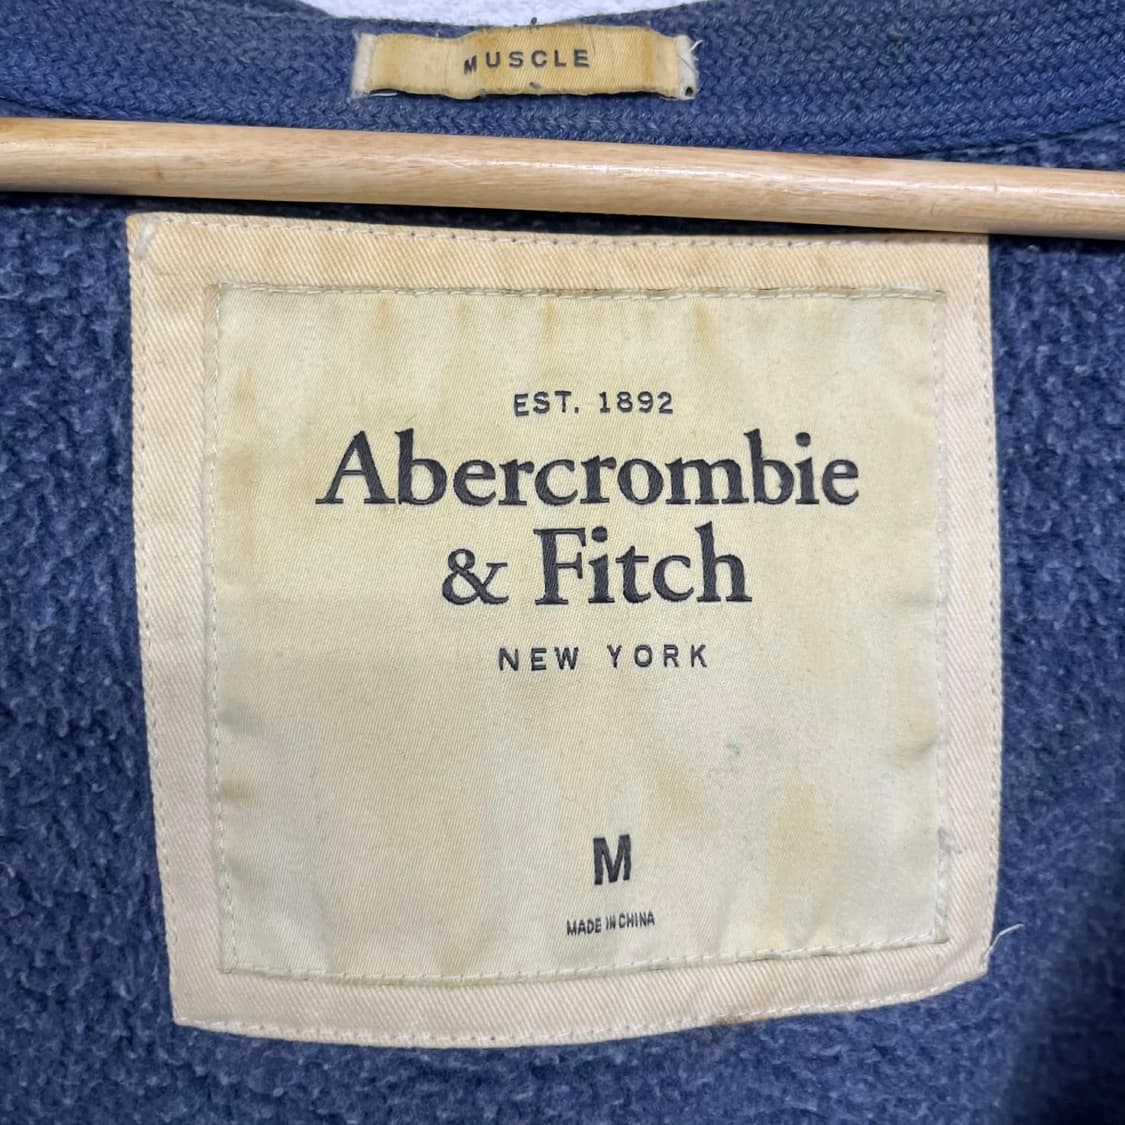 MUSCLE
EST. 1892
Abercrombie
& Fitch
NEW YORK
M
MADE IN CHINA